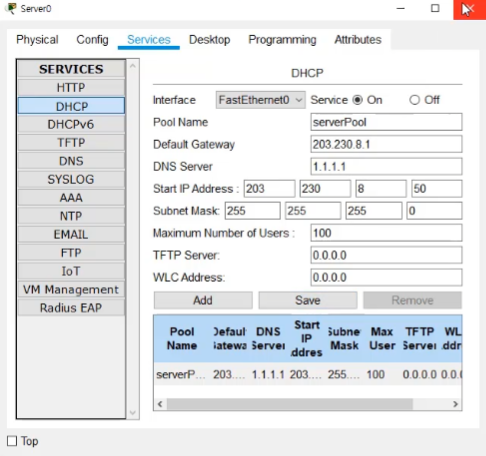 Server0
Physical Config Services Desktop Programming Attributes
SERVICES
HTTP
DHCP
DHCPv6
TFTP
DNS
SYSLOG
AAA
NTP
EMAIL
FTP
IoT
VM Management
Radius EAP
DHCP
Interface FastEthernet0 Service On Off
Pool Name serverPool
Default Gateway 203.230.8.1
DNS Server 1.1.1.1
Start IP Address : 203 230 8 50
Subnet Mask: 255 255 255 0
Maximum Number of Users : 100
TFTP Server: 0.0.0.0
WLC Address: 0.0.0.0
Add Save Remove
Pool Name Defaul Gatewa DNS Server Start IP Addres Subne Mask Max User TFTP Server WL Addr
serverP... 203.... 1.1.1.1 203.... 255.... 100 0.0.0.0 0.0.(
Top